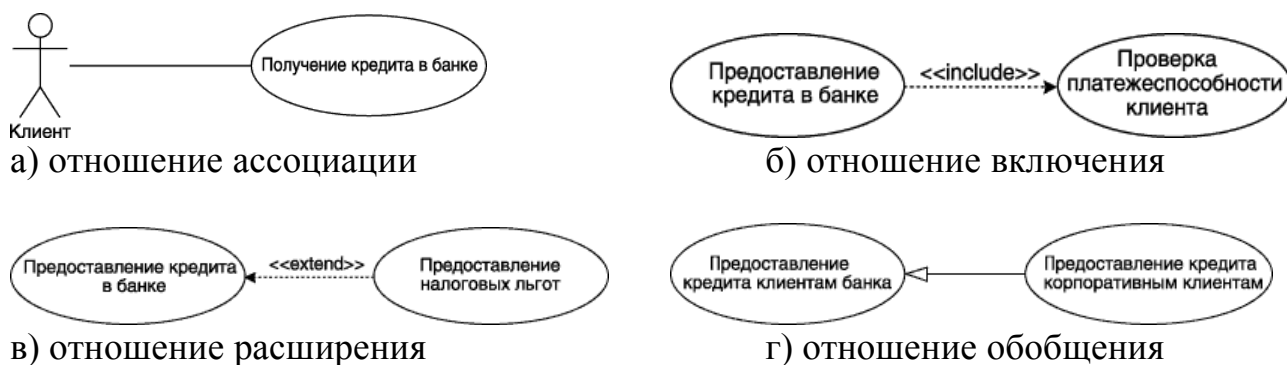 Получение кредита в банке
Клиент
а) отношение ассоциации
Предоставление
кредита в банке
<<include>>
Проверка
платежеспособности
клиента
б) отношение включения
Предоставление кредита
в банке
<<extend>>
Предоставление
налоговых льгот
в) отношение расширения
Предоставление
кредита клиентам банка
Предоставление кредита
корпоративным клиентам
г) отношение обобщения